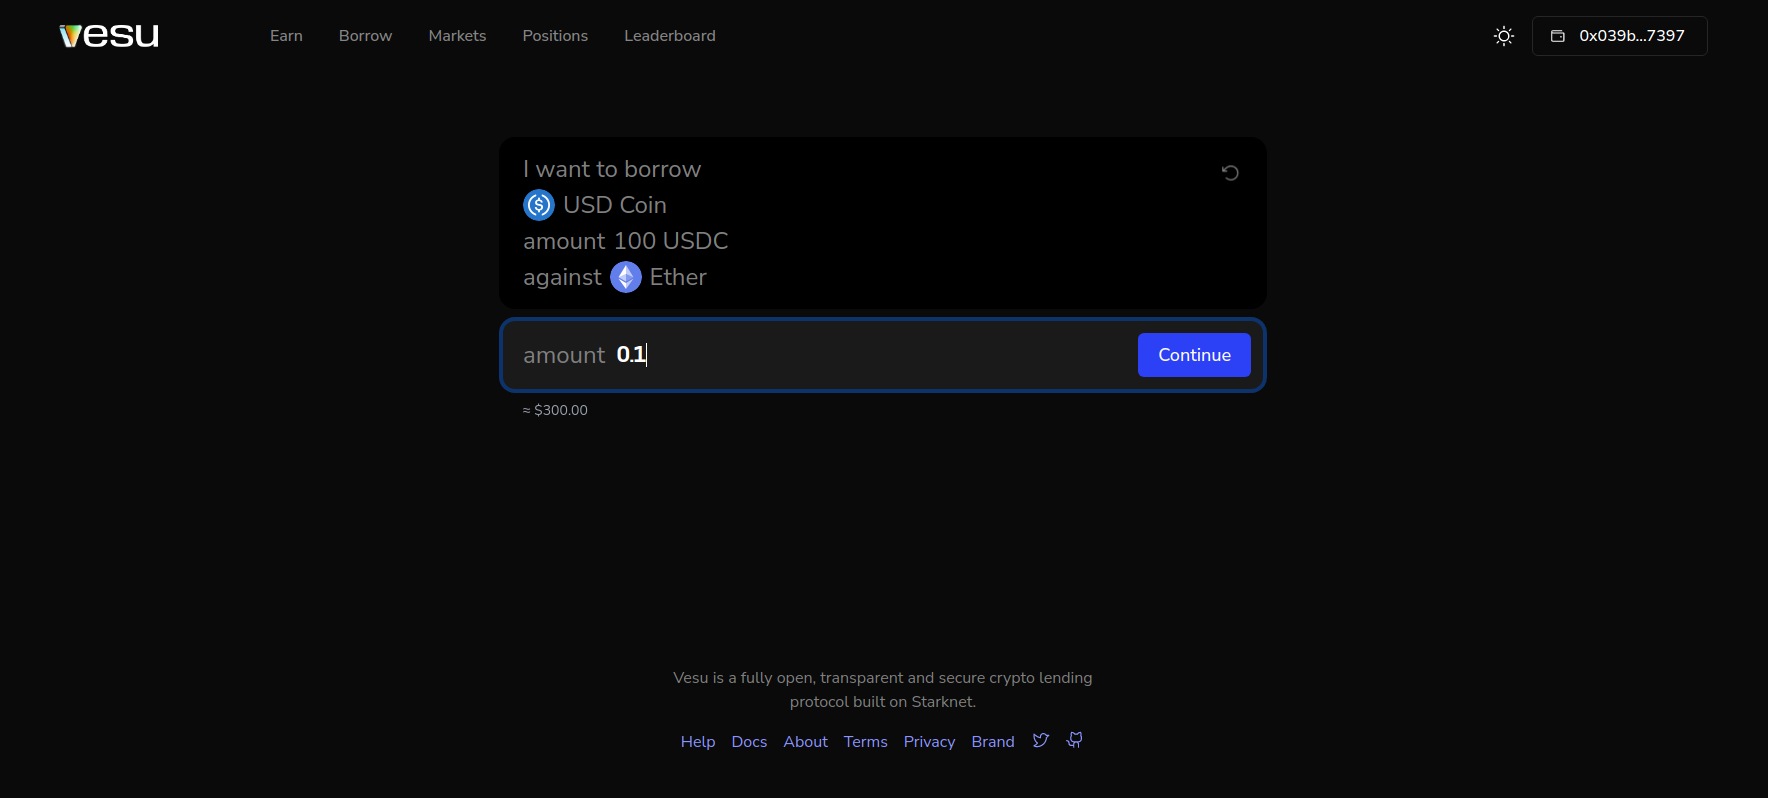 vesu Earn Borrow Markets Positions Leaderboard 0x039b...7397
I want to borrow
USD Coin
amount 100 USDC
against Ether
amount 0.1 Continue
≈ $300.00
Vesu is a fully open, transparent and secure crypto lending
protocol built on Starknet.
Help Docs About Terms Privacy Brand